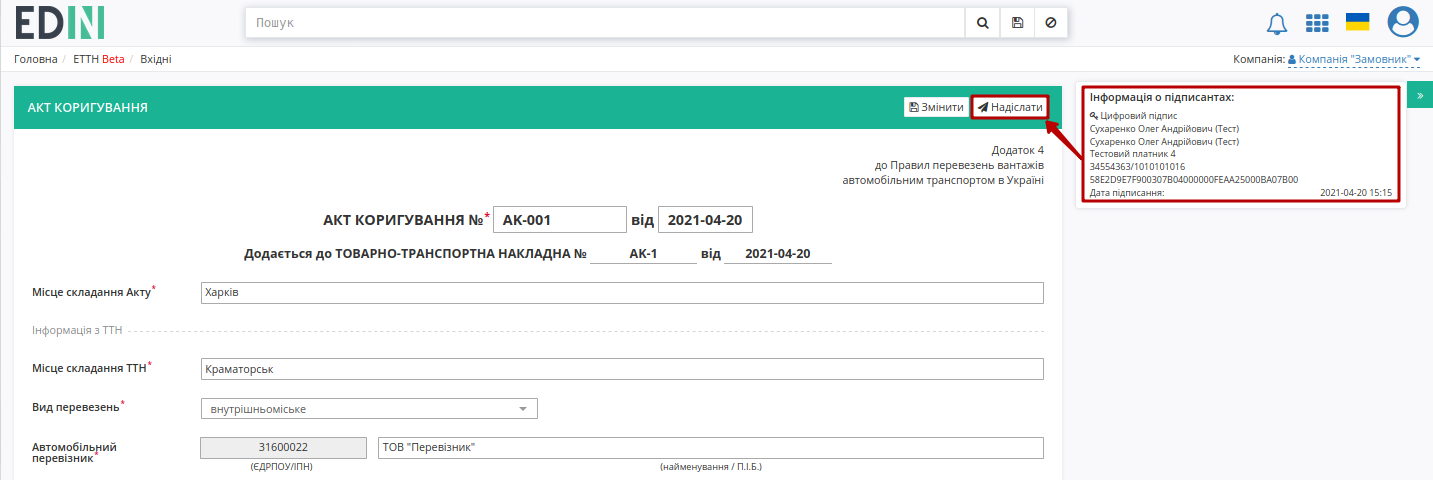 EDIN
Пошук
Головна / ЕТТН Beta / Вхідні
Компанія: Компанія "Замовник"
АКТ КОРИГУВАННЯ
Змінити
Надіслати
»
Інформація о підписантах:
Цифровий підпис
Сухаренко Олег Андрійович (Тест)
Сухаренко Олег Андрійович (Тест)
Тестовий платник 4
34554363/1010101016
58E2D9E7F900307B04000000FEAA25000BA07B00
Дата підписання: 2021-04-20 15:15
Додаток 4
до Правил перевезень вантажів
автомобільним транспортом в Україні
АКТ КОРИГУВАННЯ №* АК-001 від 2021-04-20
Додається до ТОВАРНО-ТРАНСПОРТНА НАКЛАДНА № АК-1 від 2021-04-20
Місце складання Акту* Харків
Інформація з ТТН
Місце складання ТТН* Краматорськ
Вид перевезень* внутрішньоміське
Автомобільний
перевізник* 31600022 ТОВ "Перевізник"
(ЄДРПОУ/ІПН) (найменування / П.І.Б.)